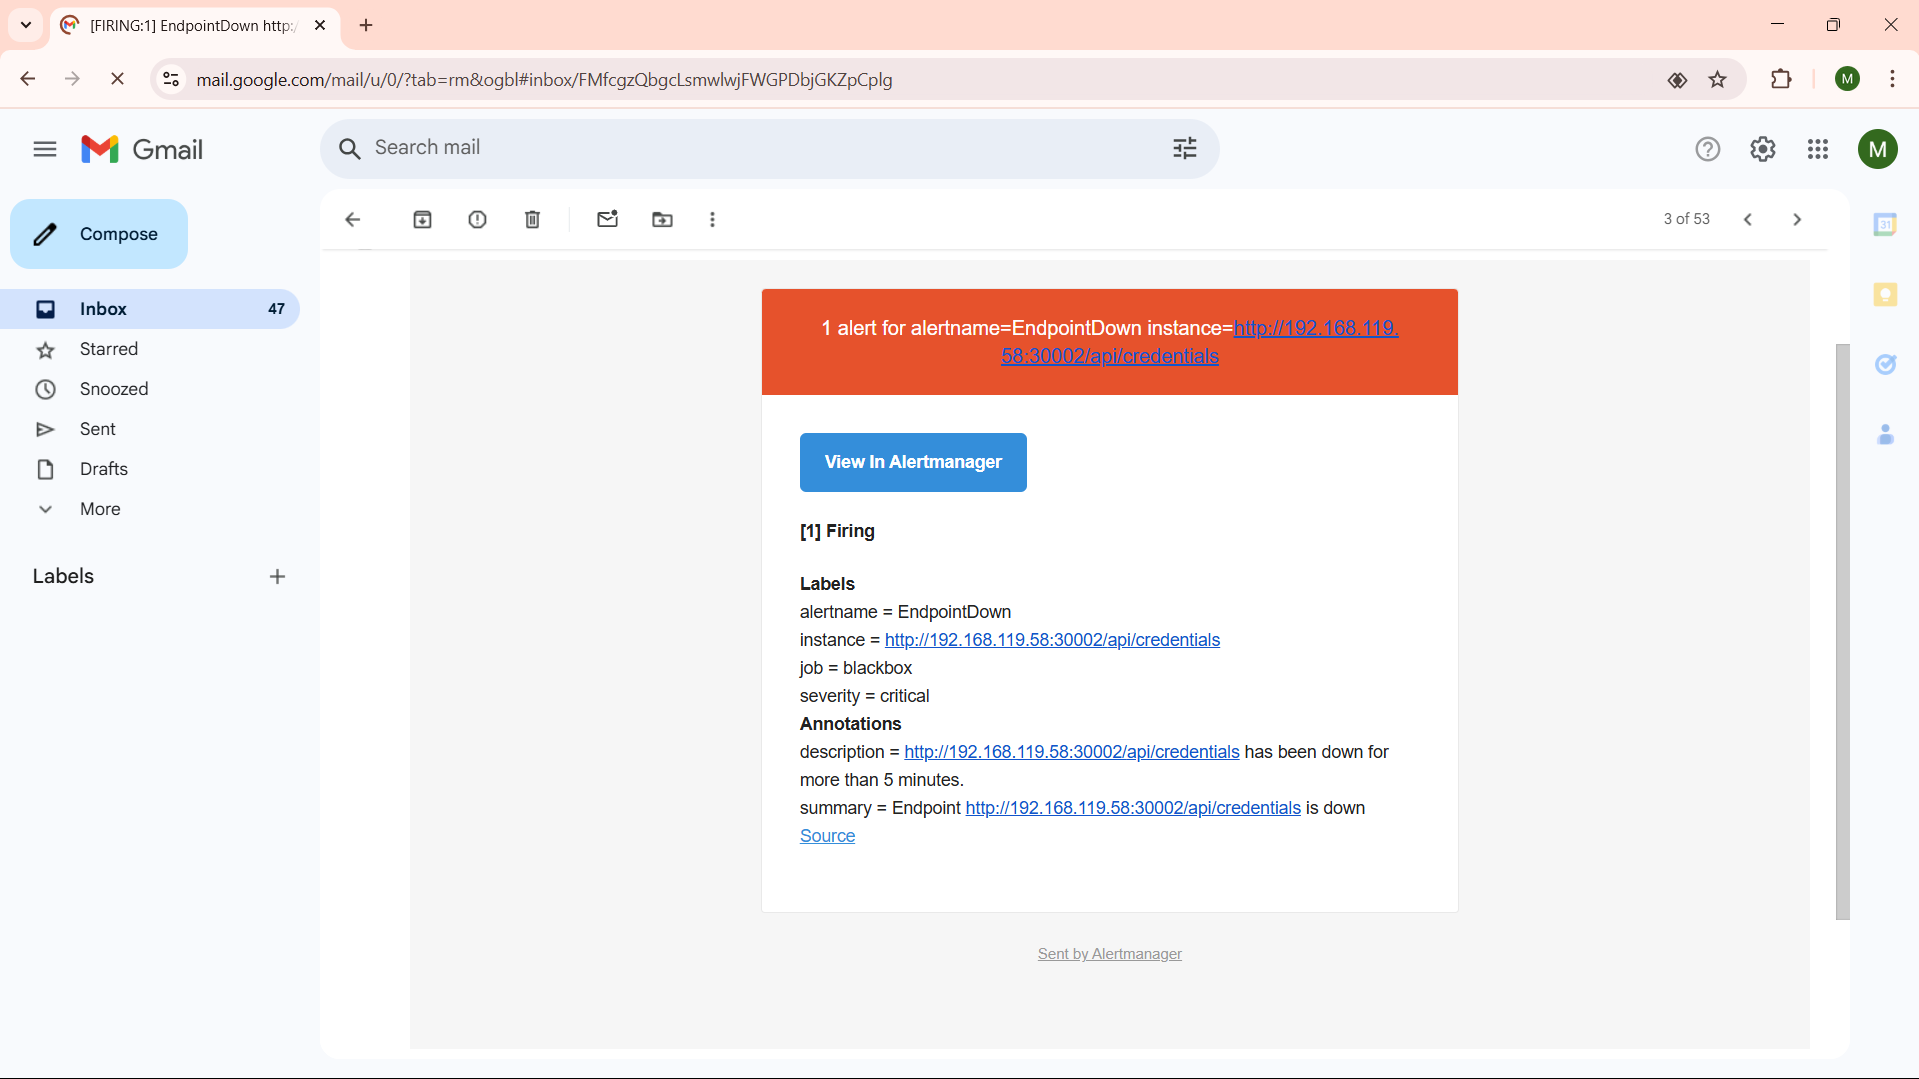 [FIRING:1] EndpointDown http:/
mail.google.com/mail/u/0/?tab=rm&ogbl#inbox/FMfcgzQbgcLsmwlwjFWGPDbjGKZpCplg
M
Gmail
Search mail
M
Compose
3 of 53
31
Inbox 47
Starred
Snoozed
Sent
Drafts
More
Labels
1 alert for alertname=EndpointDown instance=http://192.168.119.
58:30002/api/credentials
View In Alertmanager
[1] Firing
Labels
alertname = EndpointDown
instance = http://192.168.119.58:30002/api/credentials
job = blackbox
severity = critical
Annotations
description = http://192.168.119.58:30002/api/credentials has been down for
more than 5 minutes.
summary = Endpoint http://192.168.119.58:30002/api/credentials is down
Source
Sent by Alertmanager